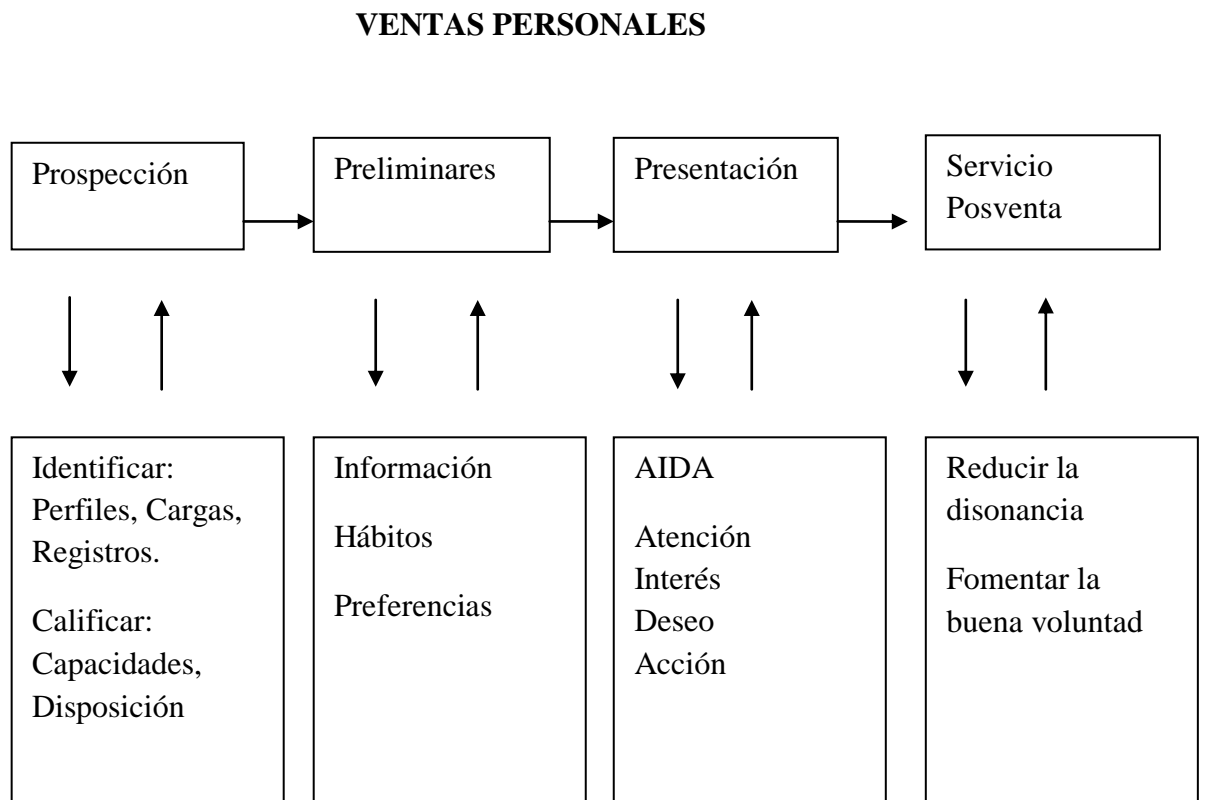 VENTAS PERSONALES
Prospección
Preliminares
Presentación
Servicio
Posventa
Identificar:
Perfiles, Cargas,
Registros.
Calificar:
Capacidades,
Disposición
Información
Hábitos
Preferencias
AIDA
Atención
Interés
Deseo
Acción
Reducir la
disonancia
Fomentar la
buena voluntad